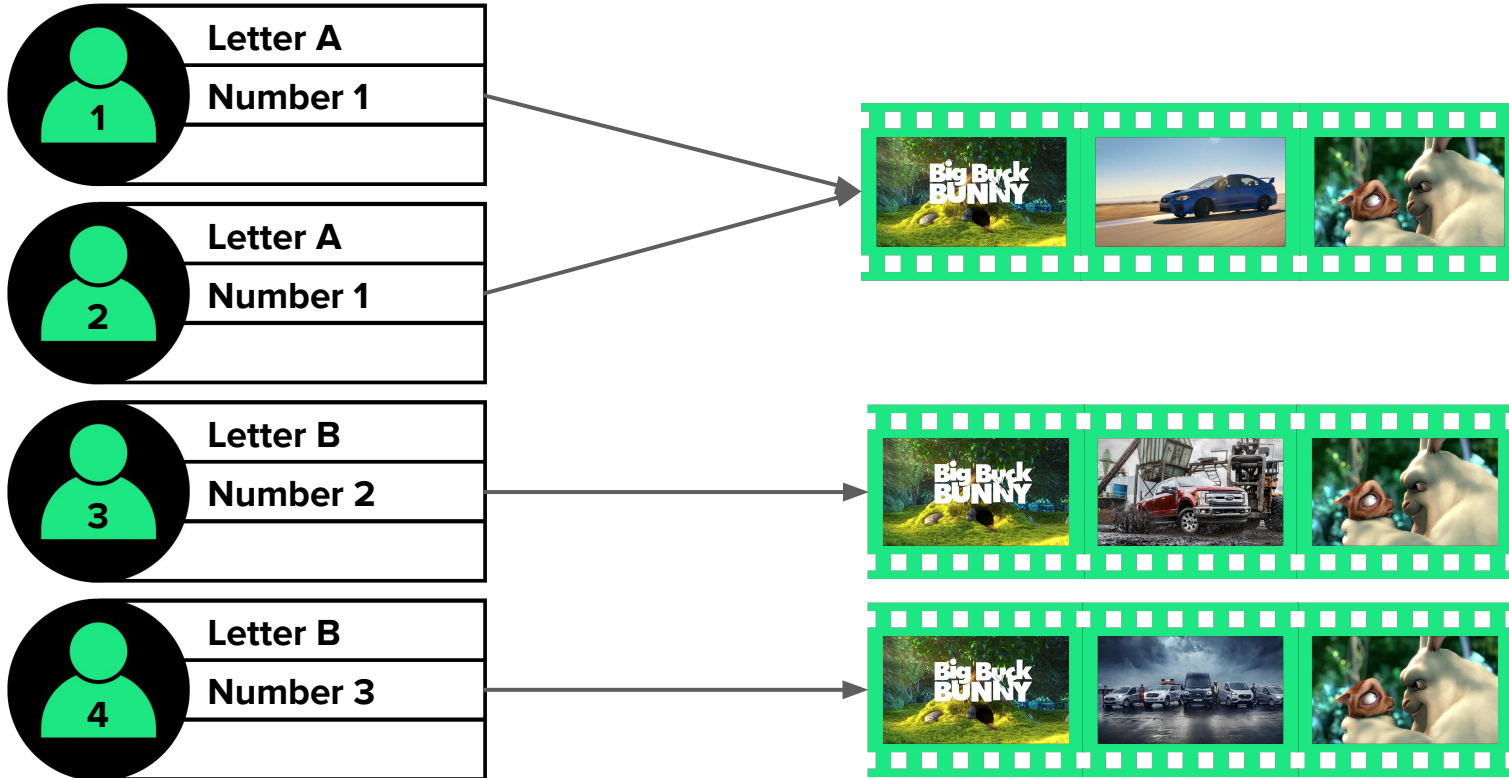 Letter A
Number 1
1
Letter A
Number 1
2
Letter B
Number 2
3
Letter B
Number 3
4
Big Buck
BUNNY
Big Buck
BUNNY
Big Buck
BUNNY